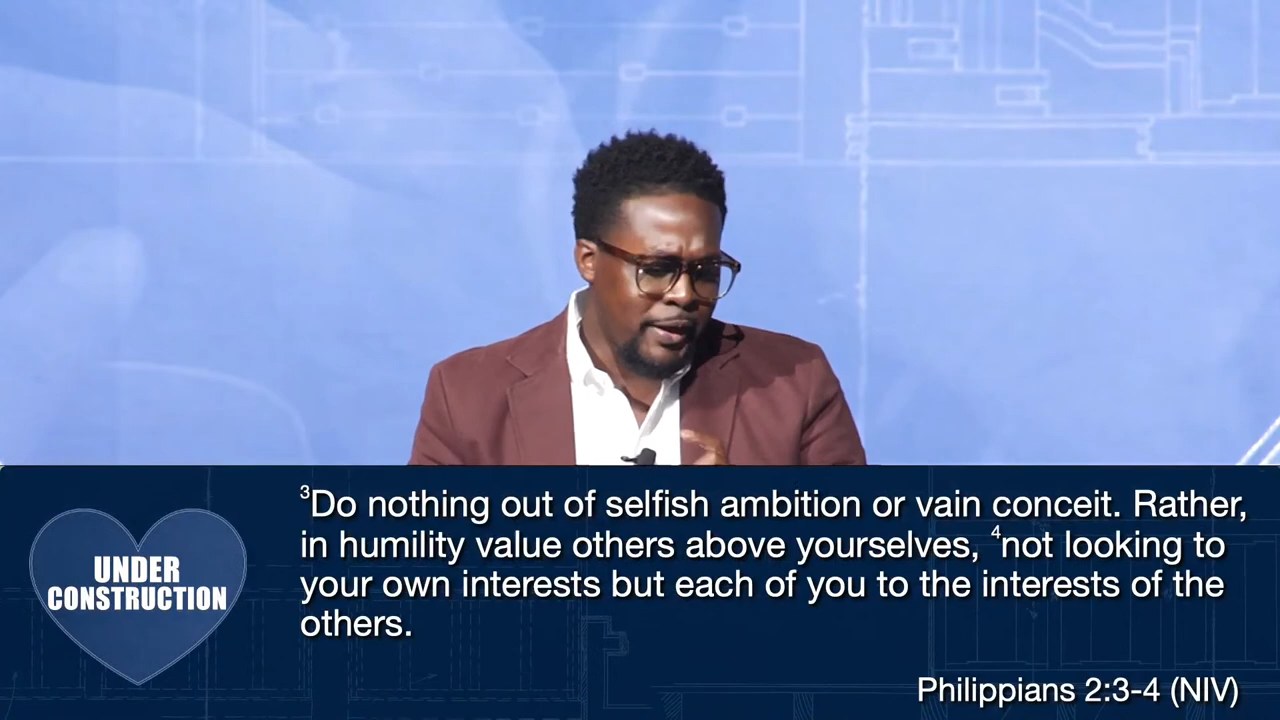 ³Do nothing out of selfish ambition or vain conceit. Rather,
in humility value others above yourselves, ⁴not looking to
your own interests but each of you to the interests of the
others.
UNDER
CONSTRUCTION
Philippians 2:3-4 (NIV)